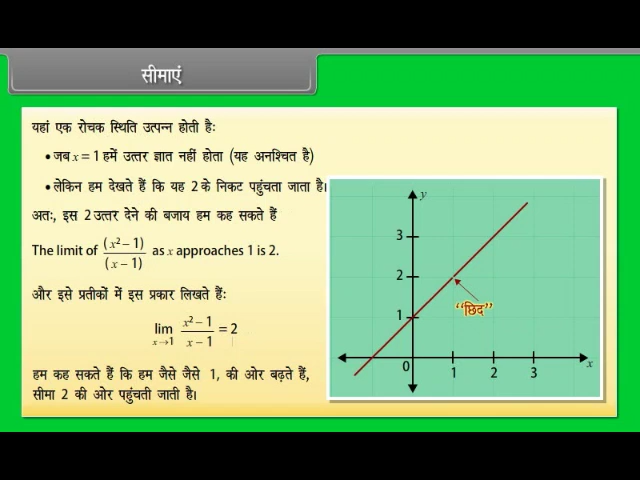 सीमाएं
यहां एक रोचक स्थिति उत्पन्न होती है:
• जब x = 1 हमें उत्तर ज्ञात नहीं होता (यह अनश्चित है)
• लेकिन हम देखते हैं कि यह 2 के निकट पहुंचता जाता है।
अतः, इस 2 उत्तर देने की बजाय हम कह सकते हैं
The limit of (x² – 1) / (x – 1) as x approaches 1 is 2.
और इसे प्रतीकों में इस प्रकार लिखते हैं:
lim x→1 x² – 1 / x – 1 = 2
हम कह सकते हैं कि हम जैसे जैसे 1, की ओर बढ़ते हैं,
सीमा 2 की ओर पहुंचती जाती है।
y
3
2
1
"छिद"
0 1 2 3 x